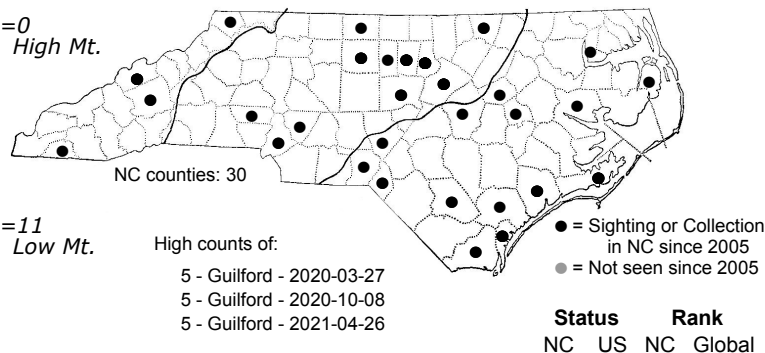 =0
High Mt.
NC counties: 30
=11
Low Mt.
High counts of:
5 - Guilford - 2020-03-27
5 - Guilford - 2020-10-08
5 - Guilford - 2021-04-26
= Sighting or Collection
in NC since 2005
= Not seen since 2005
Status Rank
NC US NC Global